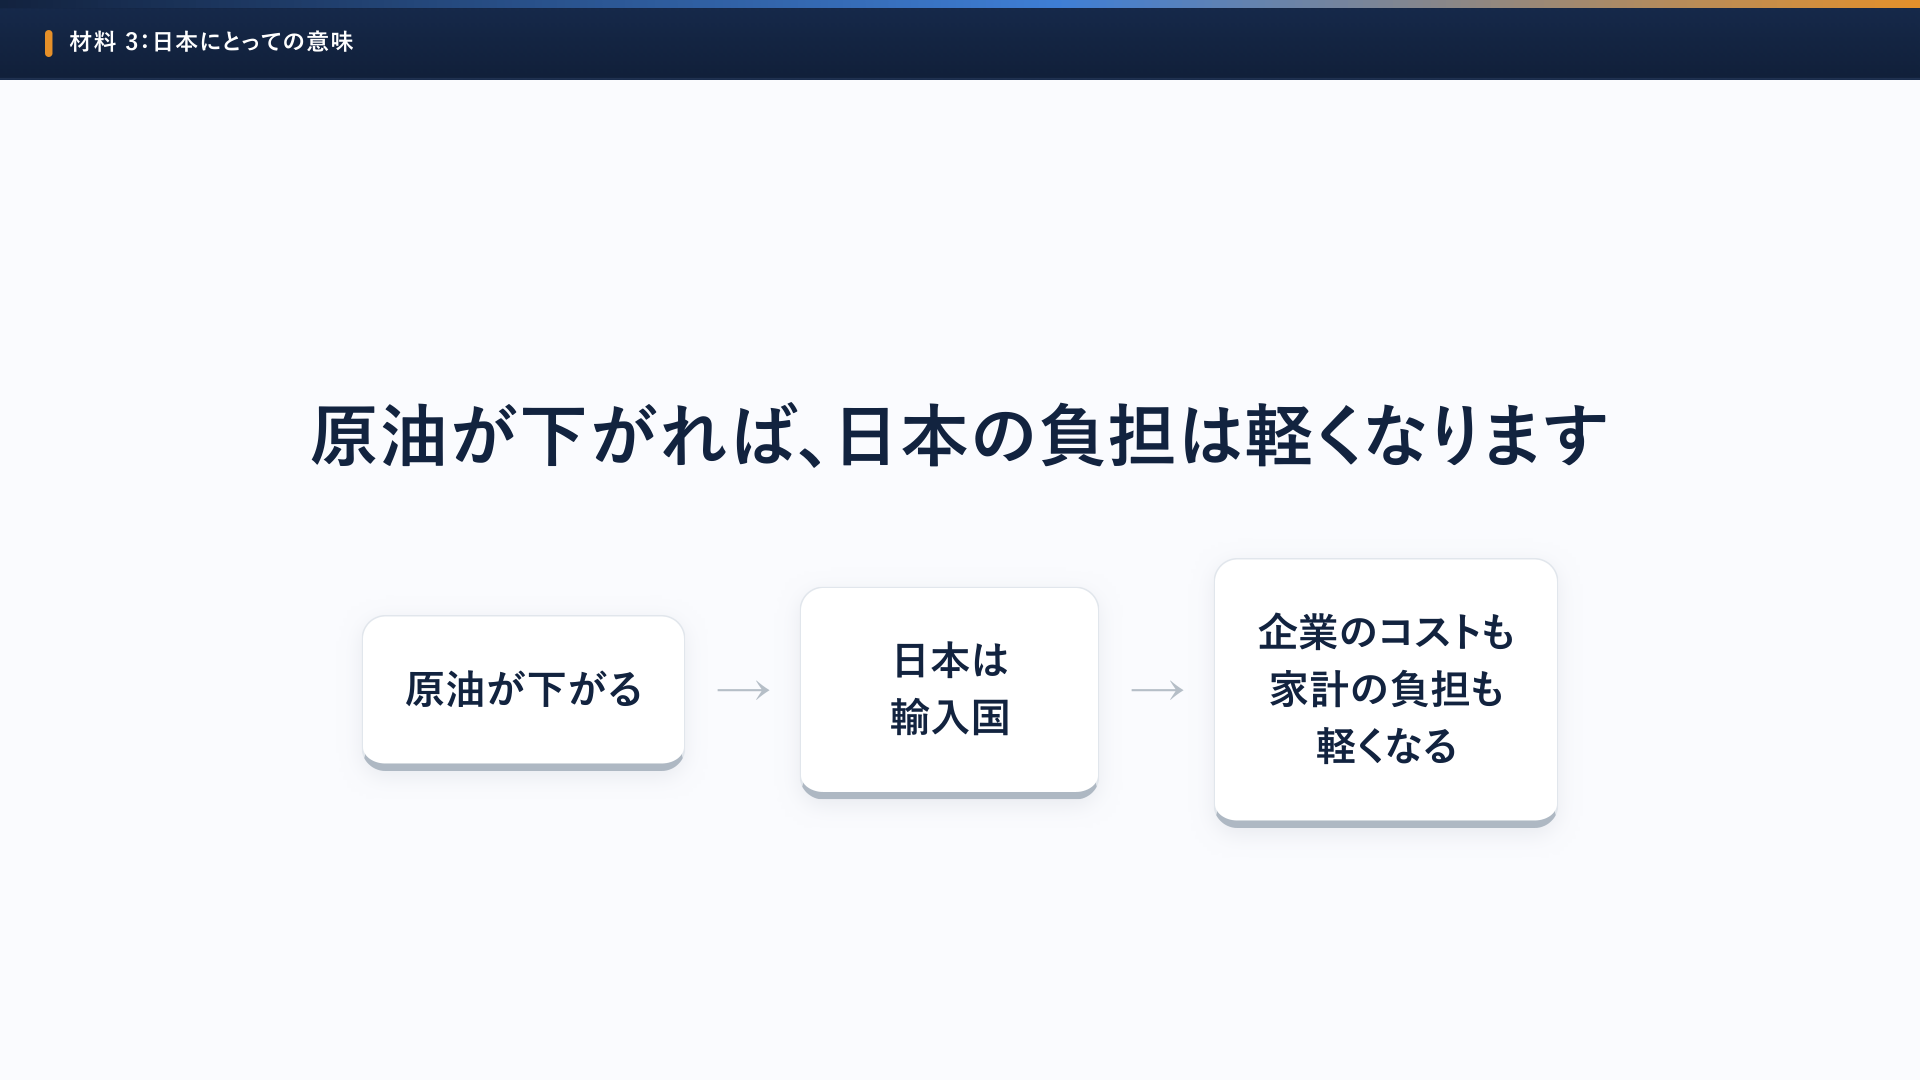 材料 3：日本にとっての意味
原油が下がれば、日本の負担は軽くなります
原油が下がる
→
日本は
輸入国
→
企業のコストも
家計の負担も
軽くなる